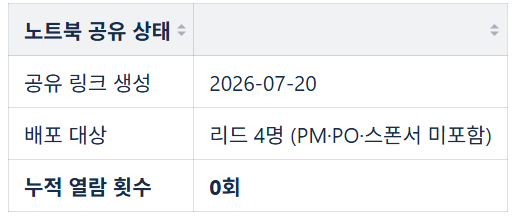 노트북 공유 상태
공유 링크 생성 2026-07-20
배포 대상 리드 4명 (PM·PO·스폰서 미포함)
누적 열람 횟수 0회